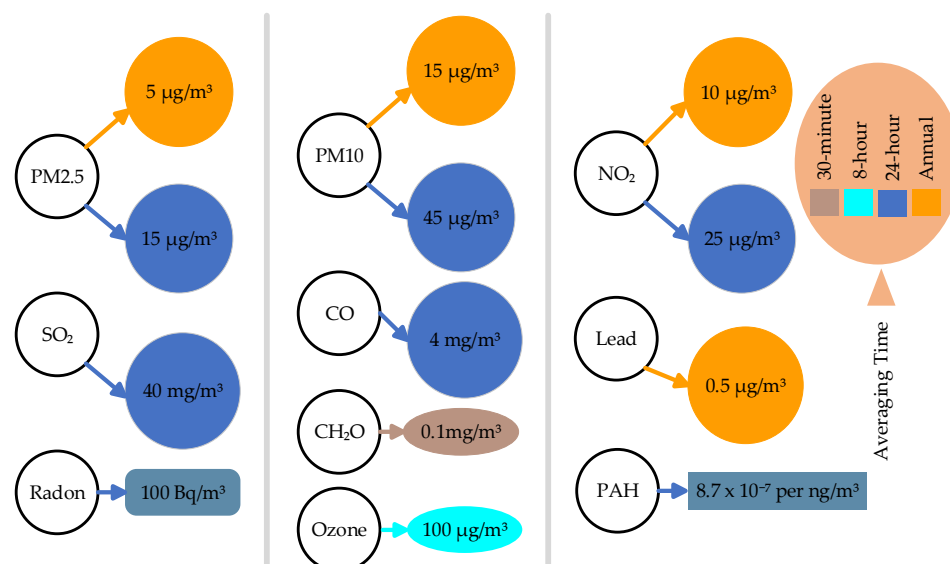 PM2.5
5 µg/m³
15 µg/m³
SO₂
40 mg/m³
Radon
100 Bq/m³
PM10
15 µg/m³
45 µg/m³
CO
4 mg/m³
CH₂O
0.1mg/m³
Ozone
100 µg/m³
NO₂
10 µg/m³
25 µg/m³
Lead
0.5 µg/m³
PAH
8.7 x 10⁻⁷ per ng/m³
30-minute
8-hour
24-hour
Annual
Averaging Time